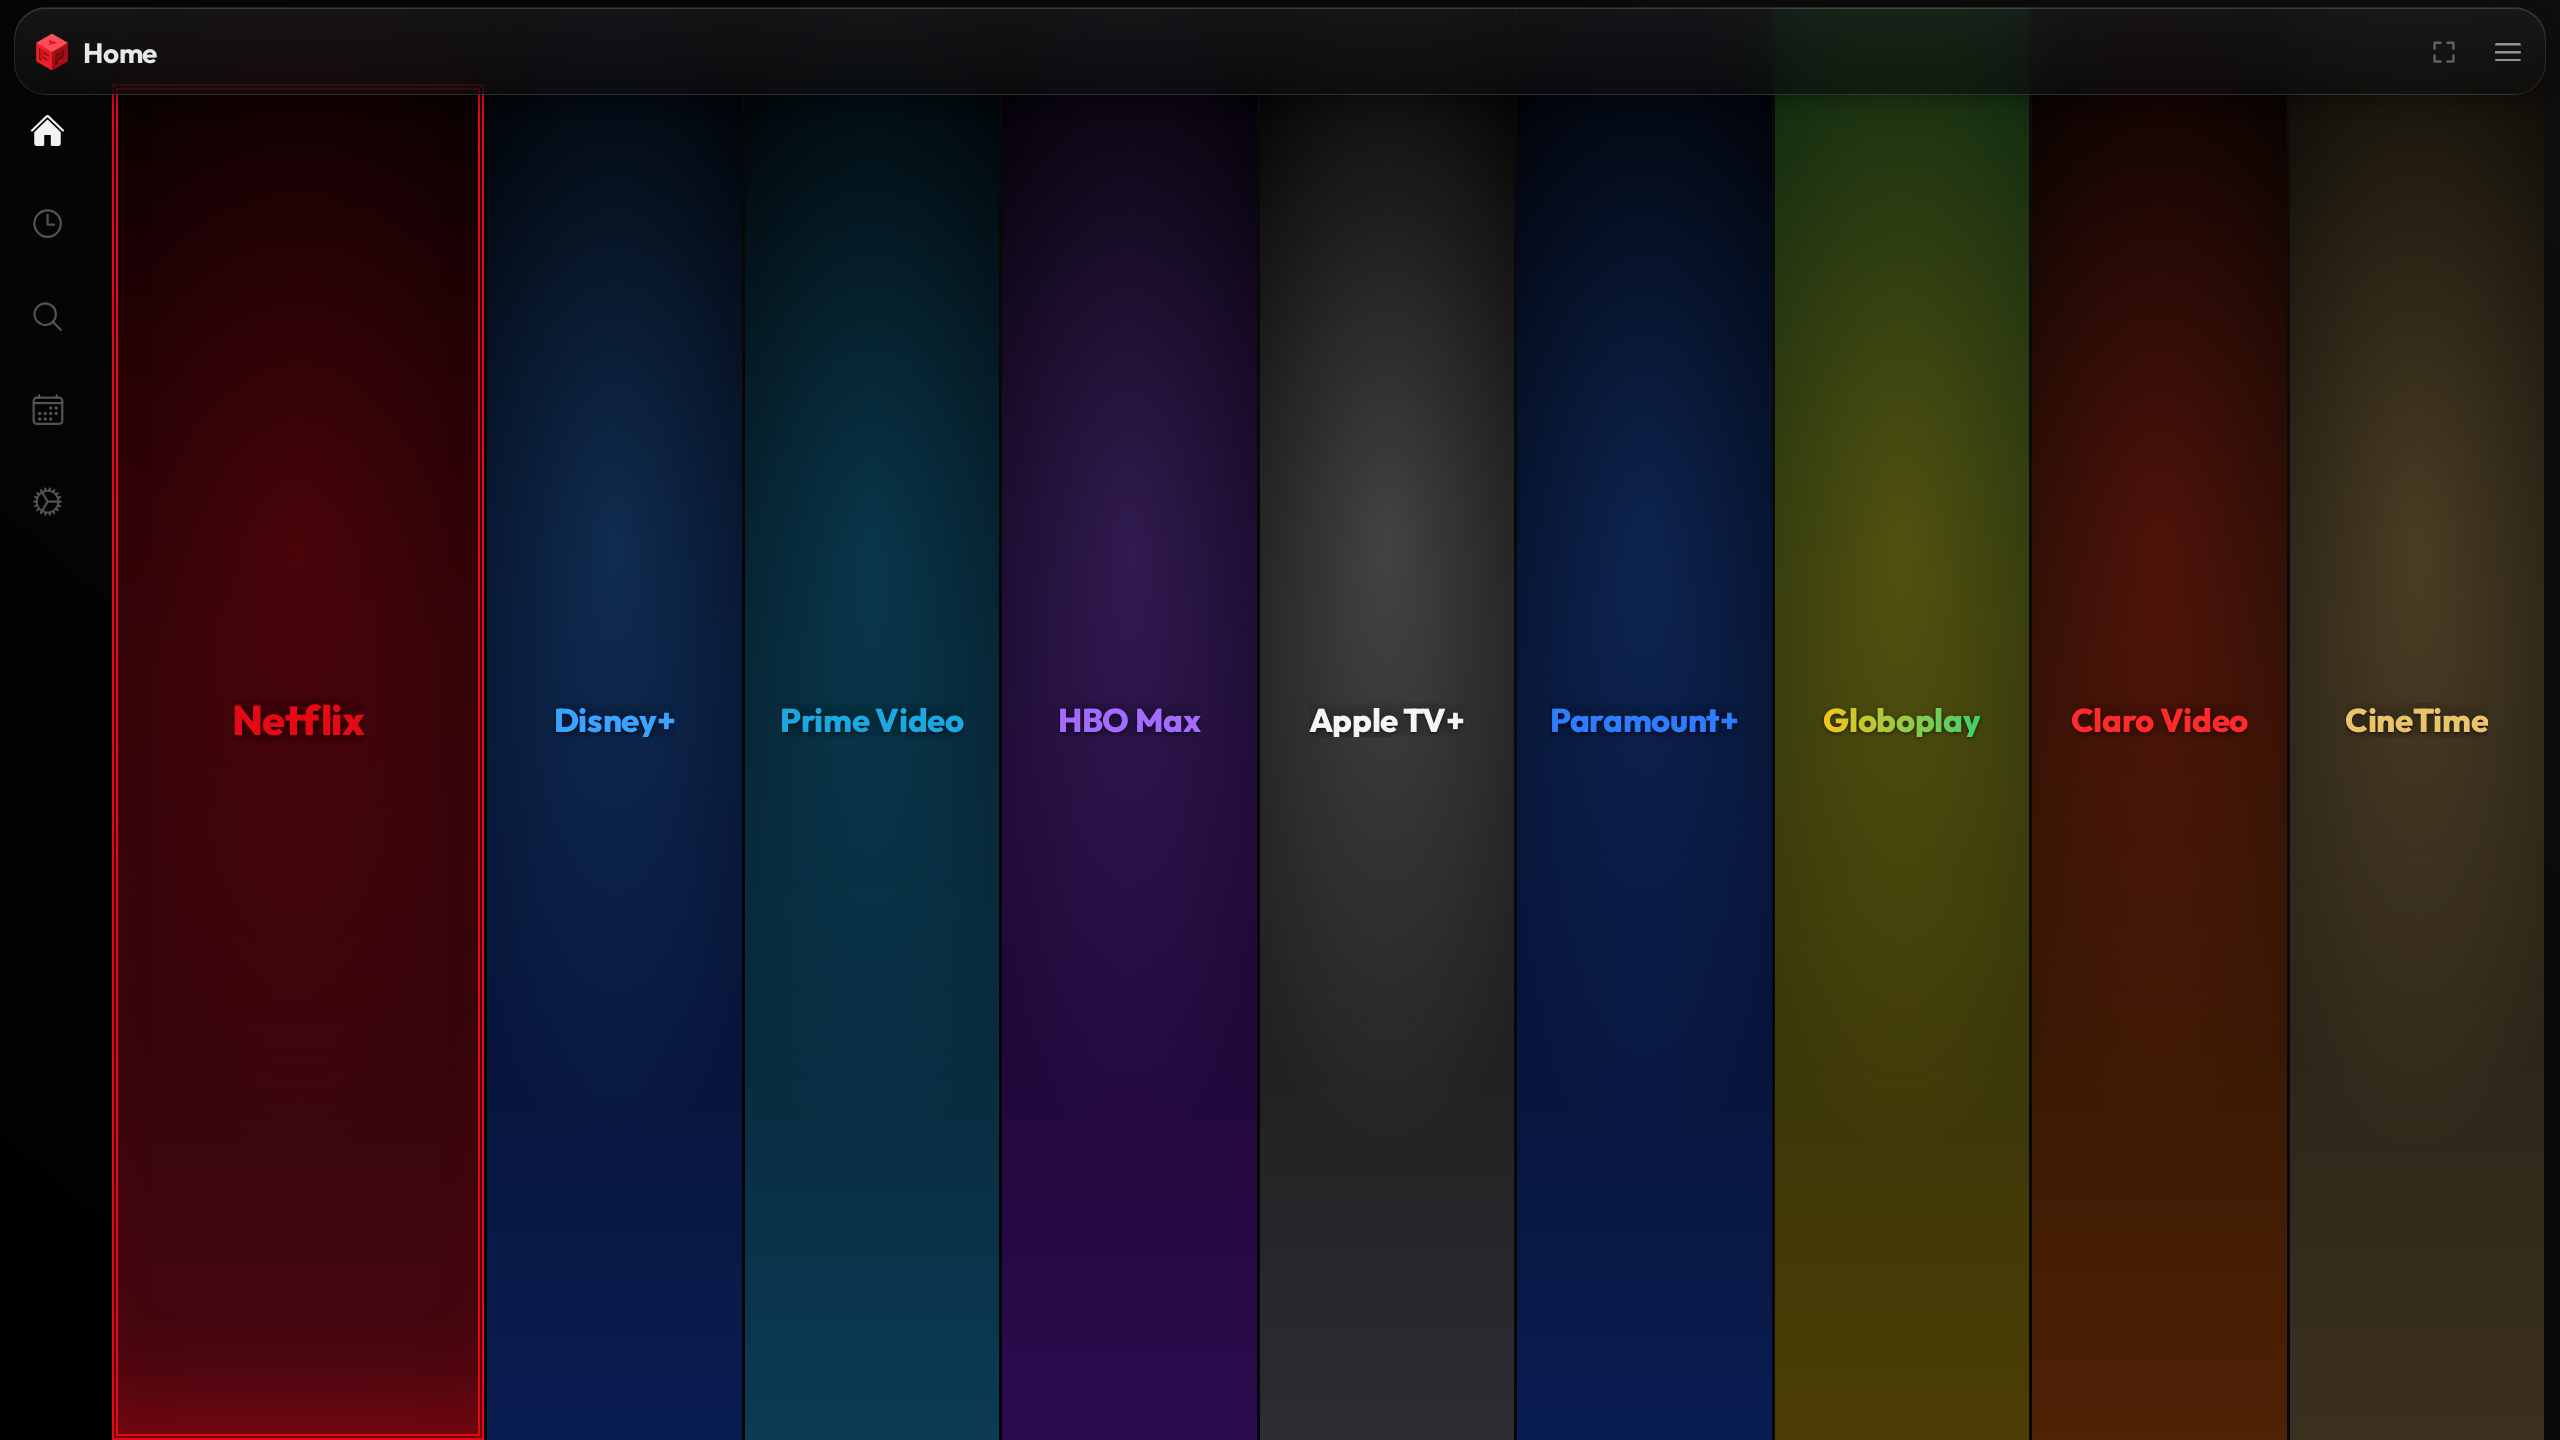 Home
Netflix
Disney+
Prime Video
HBO Max
Apple TV+
Paramount+
Globoplay
Claro Video
CineTime